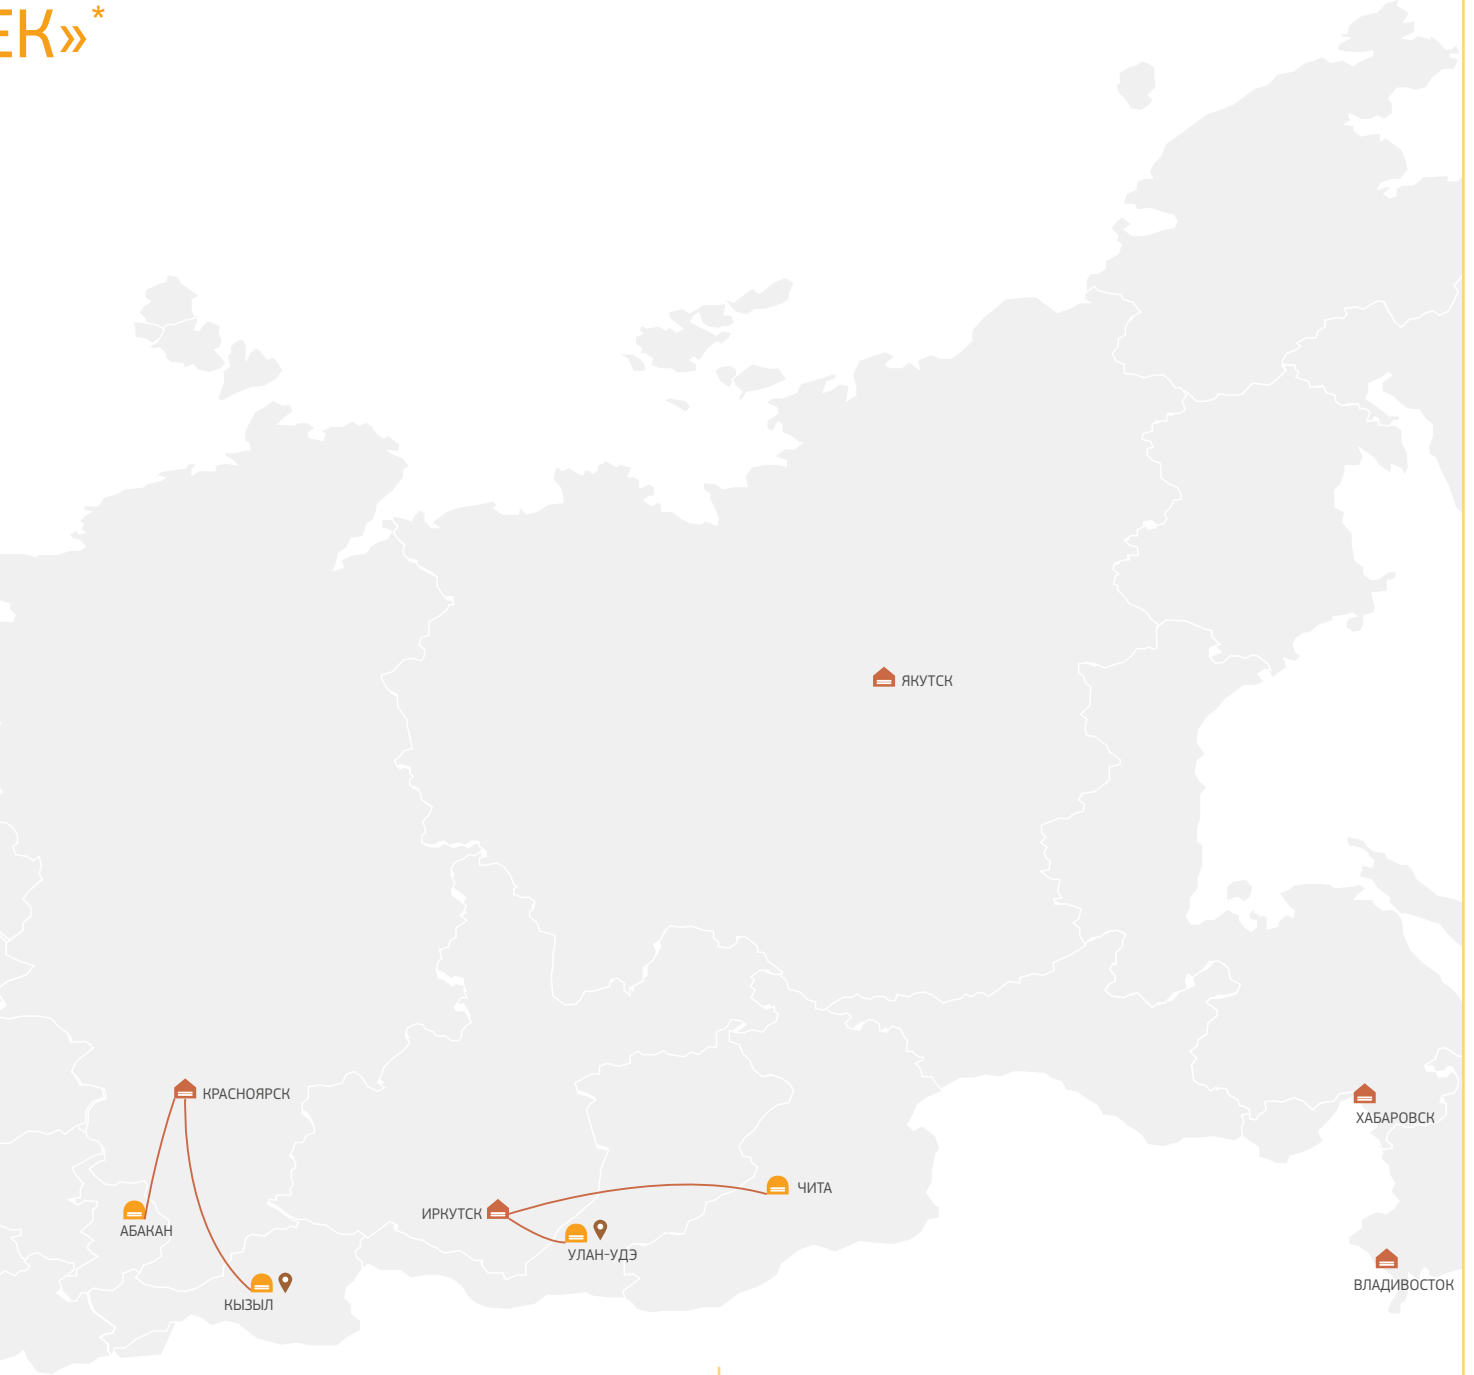 ЕК»*
ЯКУТСК
КРАСНОЯРСК
ХАБАРОВСК
ЧИТА
ИРКУТСК
АБАКАН
УЛАН-УДЭ
ВЛАДИВОСТОК
КЫЗЫЛ